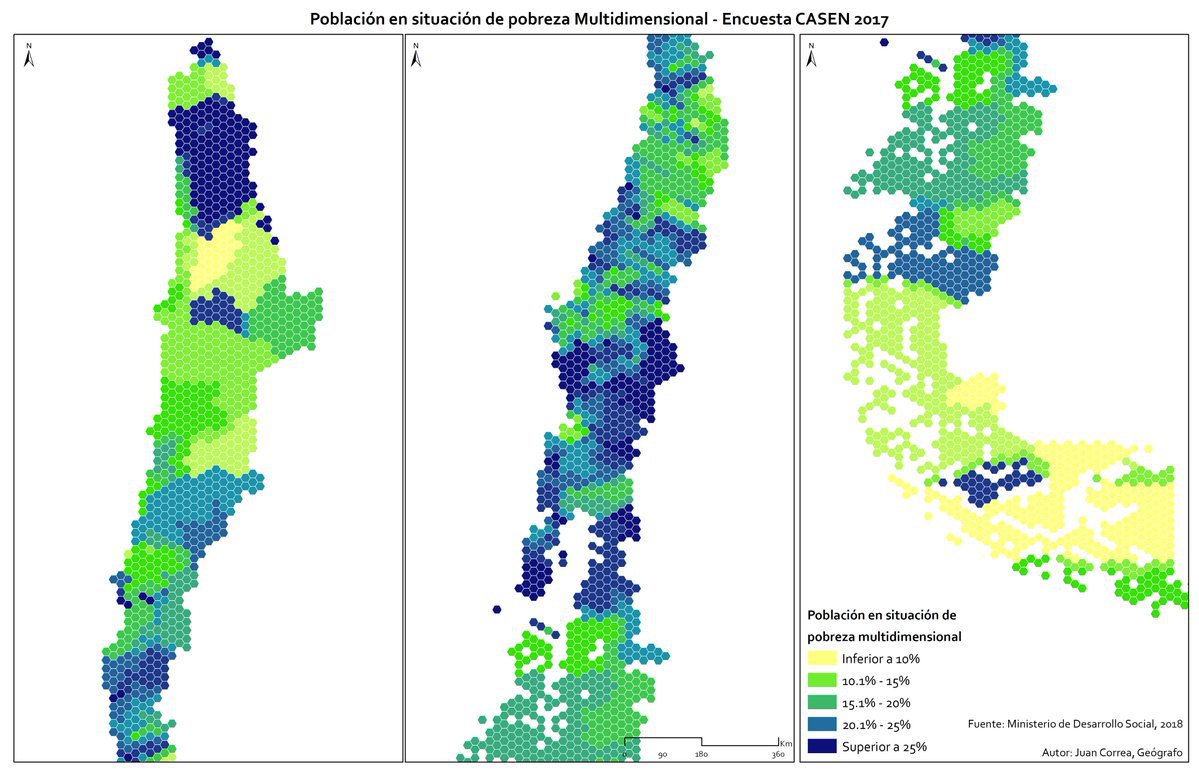 Población en situación de pobreza Multidimensional - Encuesta CASEN 2017
N
N
N
Población en situación de
pobreza multidimensional
Inferior a 10%
10.1% - 15%
15.1% - 20%
20.1% - 25%
Superior a 25%
Fuente: Ministerio de Desarrollo Social, 2018
Autor: Juan Correa, Geógrafo
Km
0 90 180 360